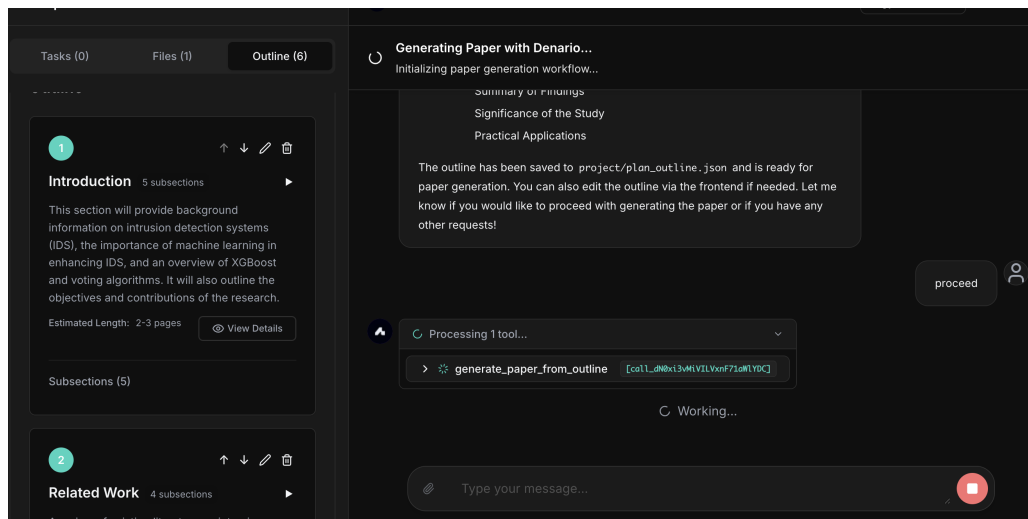 Tasks (0)
Files (1)
Outline (6)
1
Introduction 5 subsections
This section will provide background
information on intrusion detection systems
(IDS), the importance of machine learning in
enhancing IDS, and an overview of XGBoost
and voting algorithms. It will also outline the
objectives and contributions of the research.
Estimated Length: 2-3 pages
View Details
Subsections (5)
2
Related Work 4 subsections
Generating Paper with Denario...
Initializing paper generation workflow...
Summary of Findings
Significance of the Study
Practical Applications
The outline has been saved to project/plan_outline.json and is ready for
paper generation. You can also edit the outline via the frontend if needed. Let me
know if you would like to proceed with generating the paper or if you have any
other requests!
proceed
Processing 1 tool...
generate_paper_from_outline [call_dN0xi3vMiVILVxnF71aWlYDC]
Working...
Type your message...